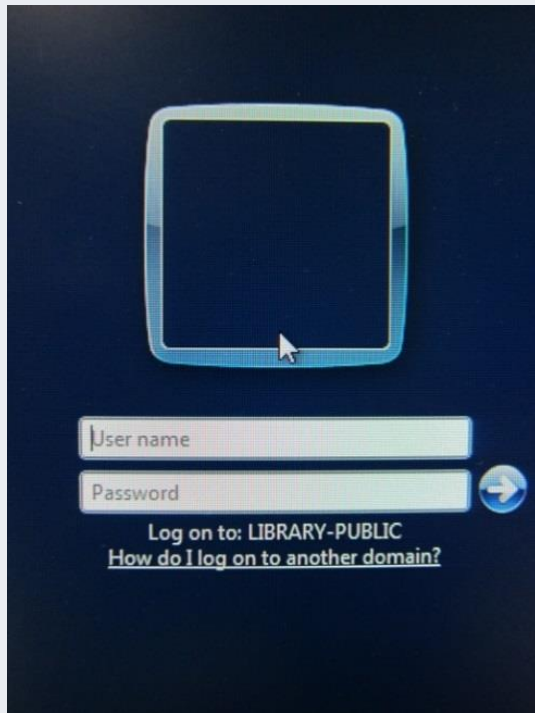 User name
Password
Log on to: LIBRARY-PUBLIC
How do I log on to another domain?